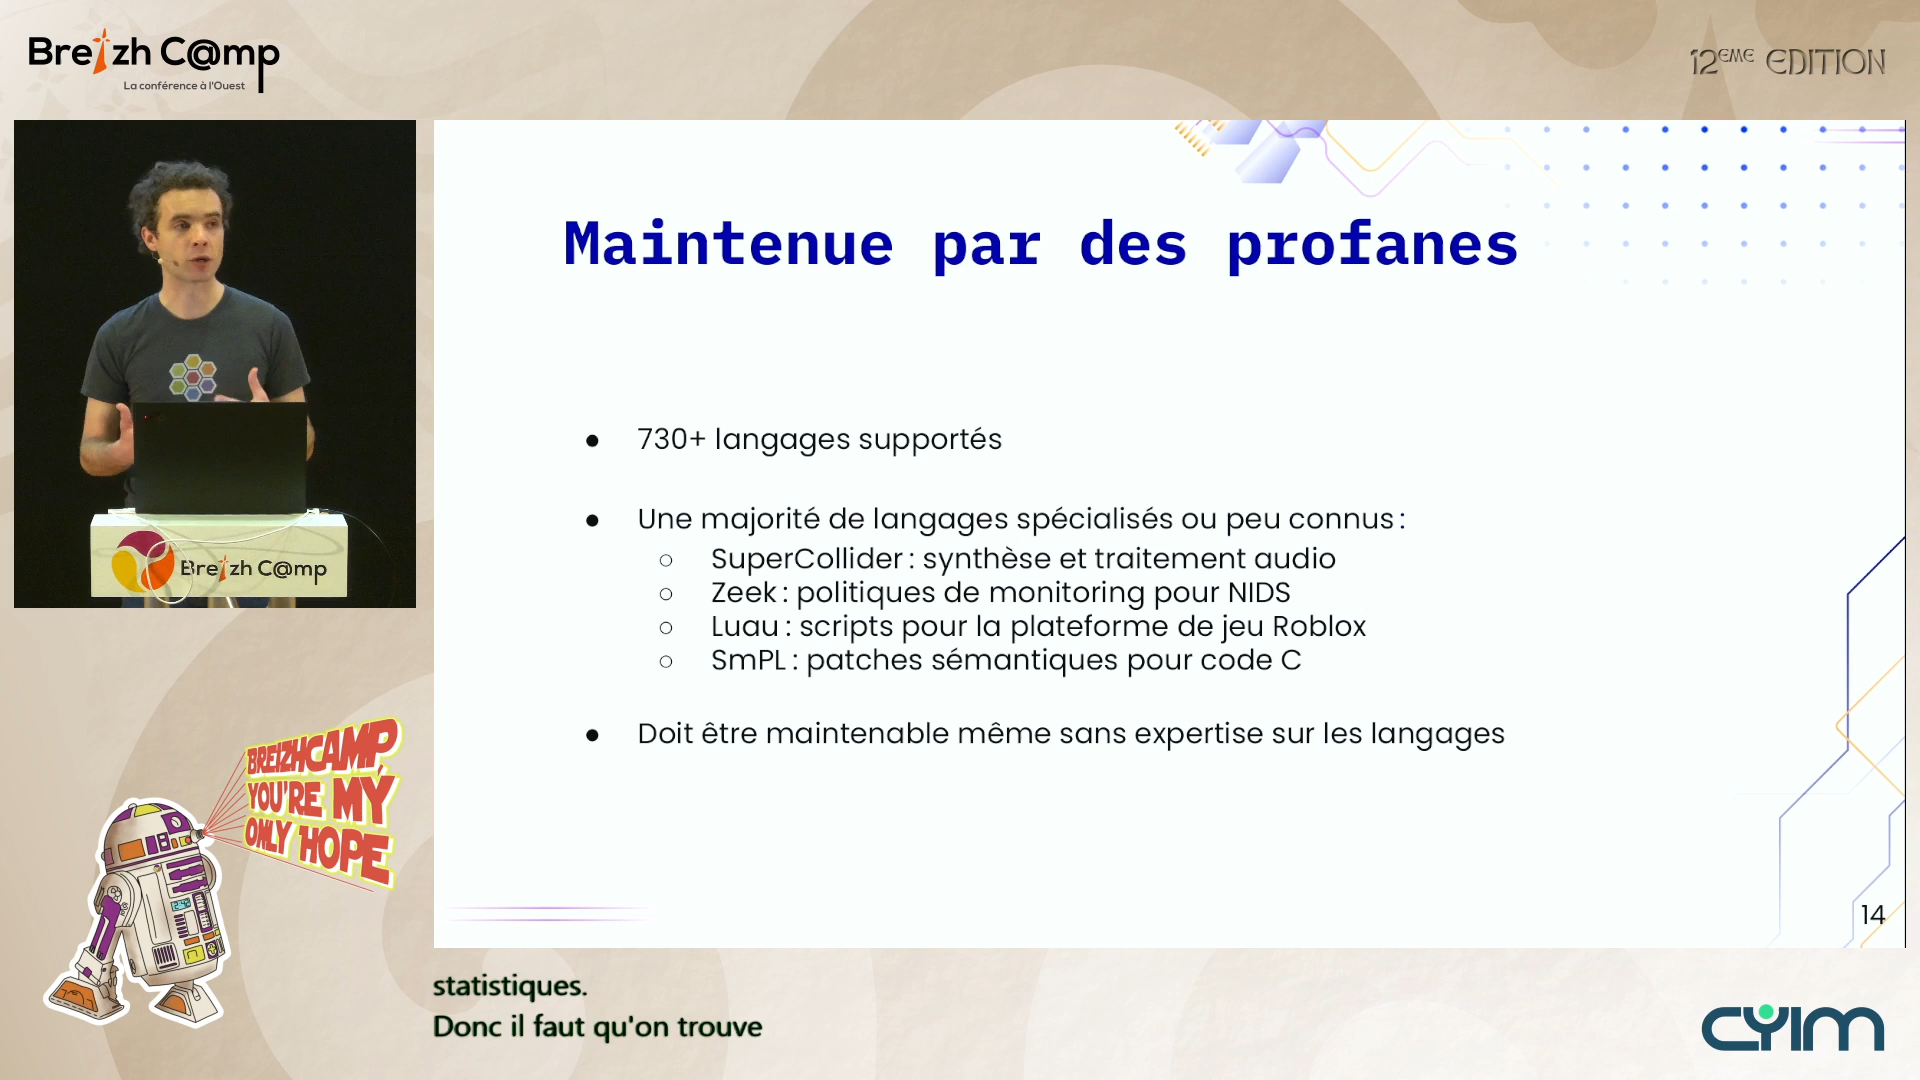 Breizh C@mp
La conférence à l'Ouest
12EME EDITION
Maintenue par des profanes
● 730+ langages supportés
● Une majorité de langages spécialisés ou peu connus :
○ SuperCollider : synthèse et traitement audio
○ Zeek : politiques de monitoring pour NIDS
○ Luau : scripts pour la plateforme de jeu Roblox
○ SmPL : patches sémantiques pour code C
● Doit être maintenable même sans expertise sur les langages
14
Breizh C@mp
BREIZHCAMP,
YOU'RE MY
ONLY HOPE
statistiques.
Donc il faut qu'on trouve
CYIM